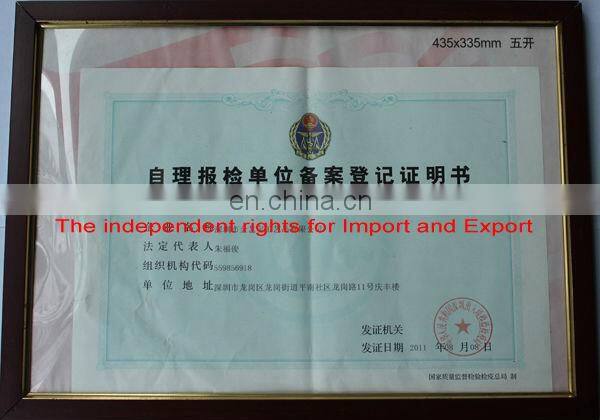 435x335mm 五开
自理报检单位备案登记证明书
en.china.cn
The independent rights for Import and Export
法定代表人 朱福俊
组织机构代码 559856918
单位地址 深圳市龙岗区龙岗街道平南社区龙岗路11号庆丰楼
发证机关
发证日期 2011 年 08 月 08 日
国家质量监督检验检疫总局 制